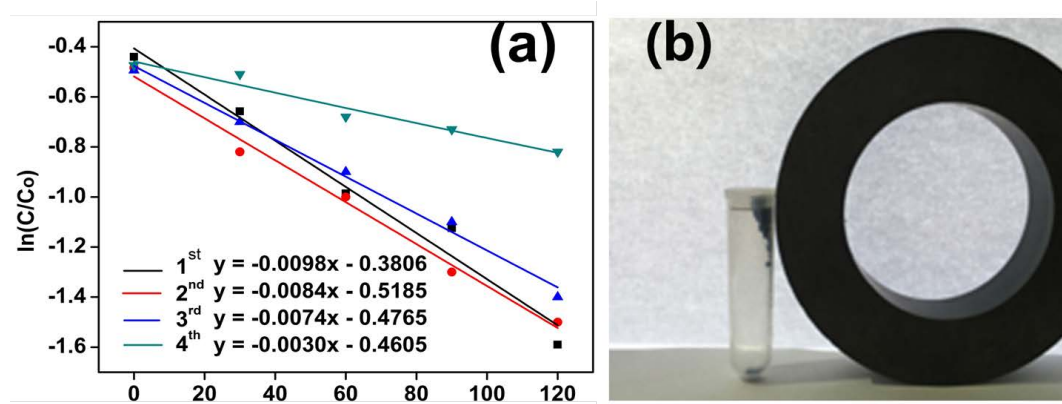 (a)
(b)
ln(C/Co)
-0.4
-0.6
-0.8
-1.0
-1.2
-1.4
-1.6
1st y = -0.0098x - 0.3806
2nd y = -0.0084x - 0.5185
3rd y = -0.0074x - 0.4765
4th y = -0.0030x - 0.4605
0 20 40 60 80 100 120